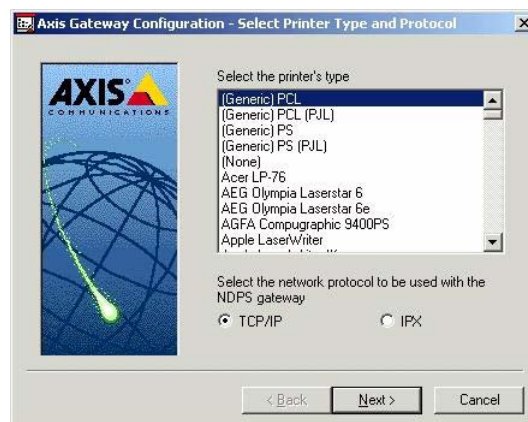 Axis Gateway Configuration - Select Printer Type and Protocol
AXIS
COMMUNICATIONS
Select the printer's type
(Generic) PCL
(Generic) PCL (PJL)
(Generic) PS
(Generic) PS (PJL)
(None)
Acer LP-76
AEG Olympia Laserstar 6
AEG Olympia Laserstar 6e
AGFA Compugraphic 9400PS
Apple LaserWriter
Select the network protocol to be used with the
NDPS gateway
TCP/IP
IPX
< Back
Next >
Cancel